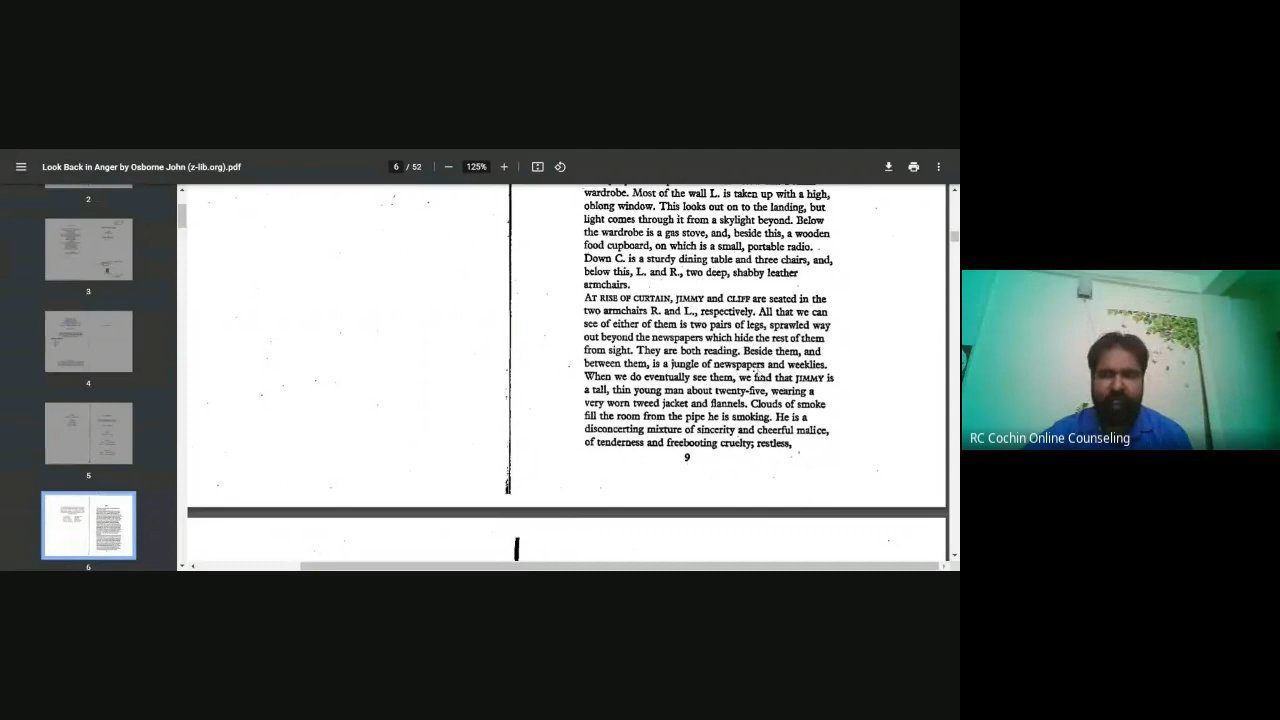 Look Back in Anger by Osborne John (z-lib.org).pdf
6 / 52
125%
2
3
4
5
6
wardrobe. Most of the wall L. is taken up with a high,
oblong window. This looks out on to the landing, but
light comes through it from a skylight beyond. Below
the wardrobe is a gas stove, and, beside this, a wooden
food cupboard, on which is a small, portable radio.
Down C. is a sturdy dining table and three chairs, and,
below this, L. and R., two deep, shabby leather
armchairs.
AT RISE OF CURTAIN, JIMMY and CLIFF are seated in the
two armchairs R. and L., respectively. All that we can
see of either of them is two pairs of legs, sprawled way
out beyond the newspapers which hide the rest of them
from sight. They are both reading. Beside them, and
between them, is a jungle of newspapers and weeklies.
When we do eventually see them, we find that JIMMY is
a tall, thin young man about twenty-five, wearing a
very worn tweed jacket and flannels. Clouds of smoke
fill the room from the pipe he is smoking. He is a
disconcerting mixture of sincerity and cheerful malice,
of tenderness and freebooting cruelty; restless,
9
RC Cochin Online Counseling